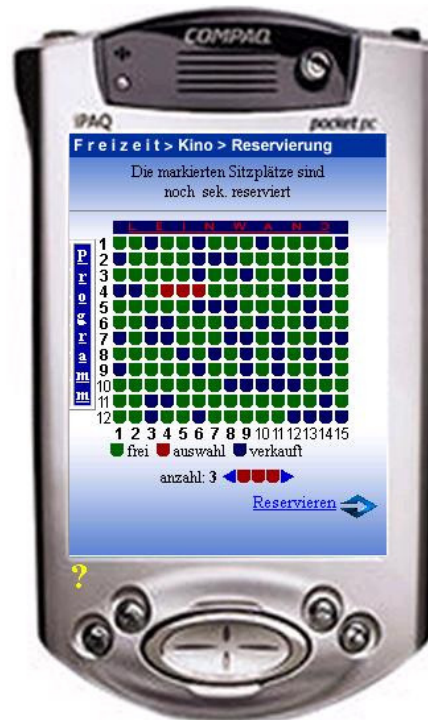 COMPAQ
iPAQ pocket pc
Freizeit > Kino > Reservierung
Die markierten Sitzplätze sind
noch sek. reserviert
LEINWAND
Programm
1
2
3
4
5
6
7
8
9
10
11
12
1 2 3 4 5 6 7 8 9 10 11 12 13 14 15
frei auswahl verkauft
anzahl: 3
Reservieren
?